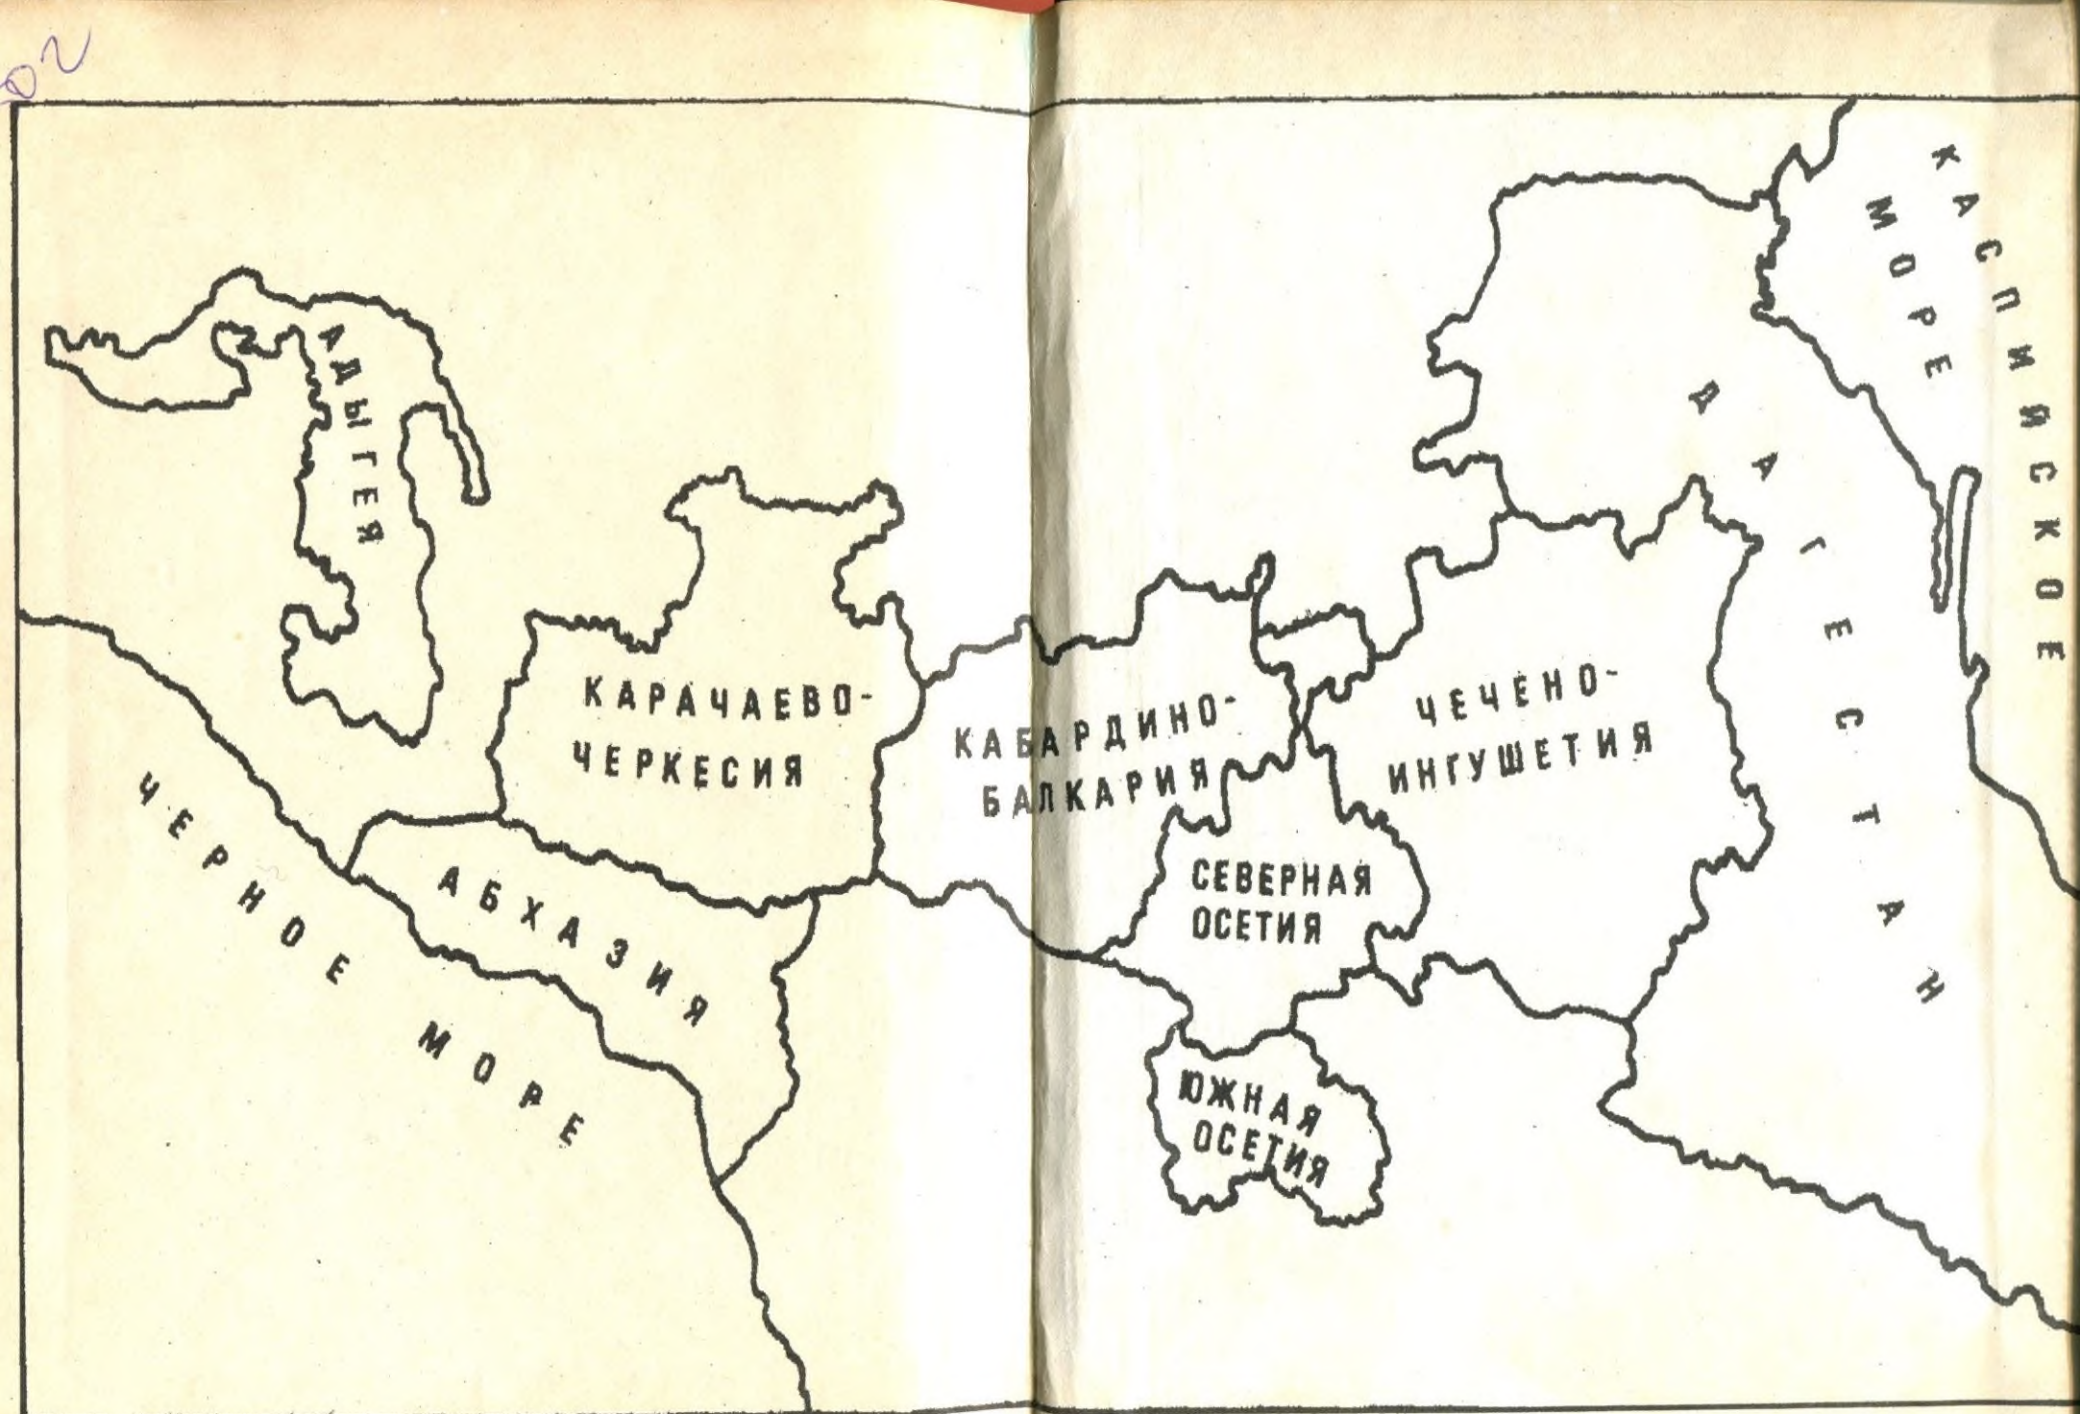 КАСПИЙСКОЕ
МОРЕ
АДЫГЕЯ
ДАГЕСТАН
КАРАЧАЕВО-
ЧЕРКЕСИЯ
КАБАРДИНО-
БАЛКАРИЯ
ЧЕЧЕНО-
ИНГУШЕТИЯ
ЧЕРНОЕ МОРЕ
АБХАЗИЯ
СЕВЕРНАЯ
ОСЕТИЯ
ЮЖНАЯ
ОСЕТИЯ